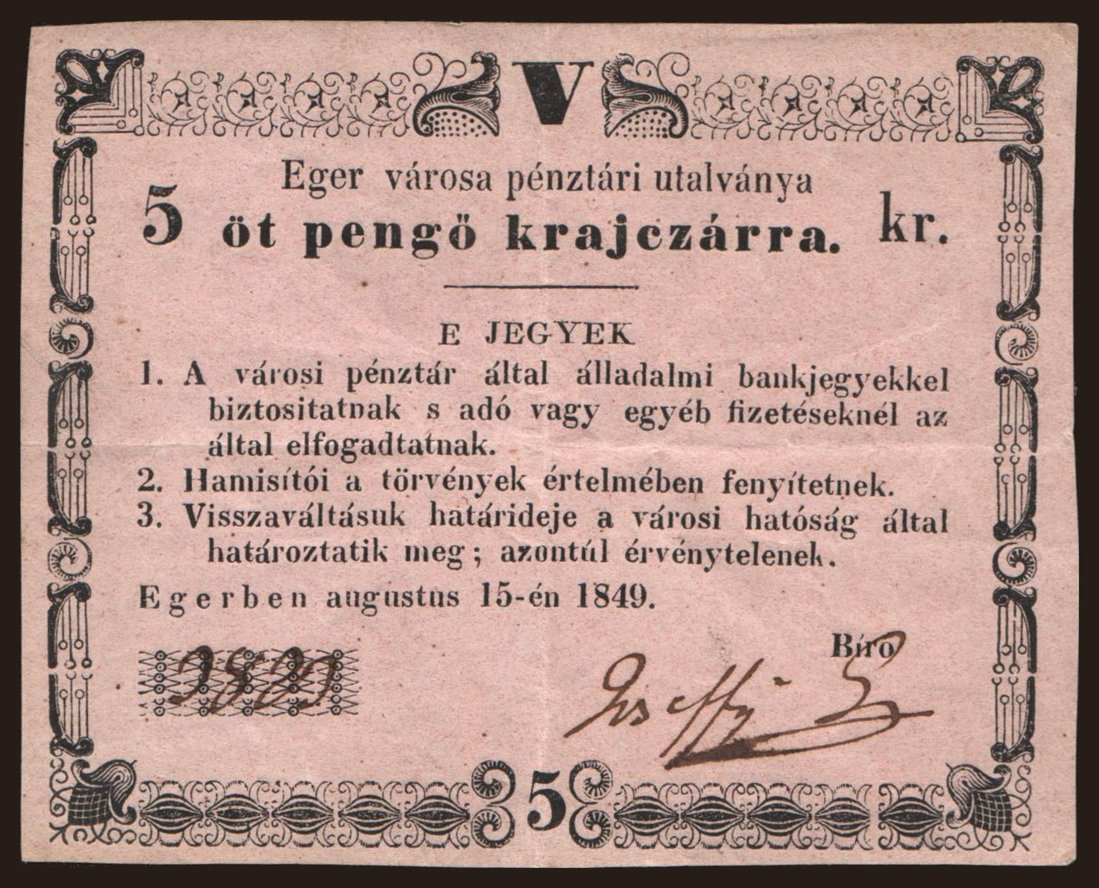 V
Eger városa pénztári utalványa
5 öt pengő krajczárra. kr.
E JEGYEK
1. A városi pénztár által álladalmi bankjegyekkel
biztositatnak s adó vagy egyéb fizetéseknél az
által elfogadtatnak.
2. Hamisítói a törvények értelmében fenyítetnek.
3. Visszaváltásuk határideje a városi hatóság által
határoztatik meg; azontúl érvénytelenek.
Egerben augustus 15-én 1849.
Bíró
5